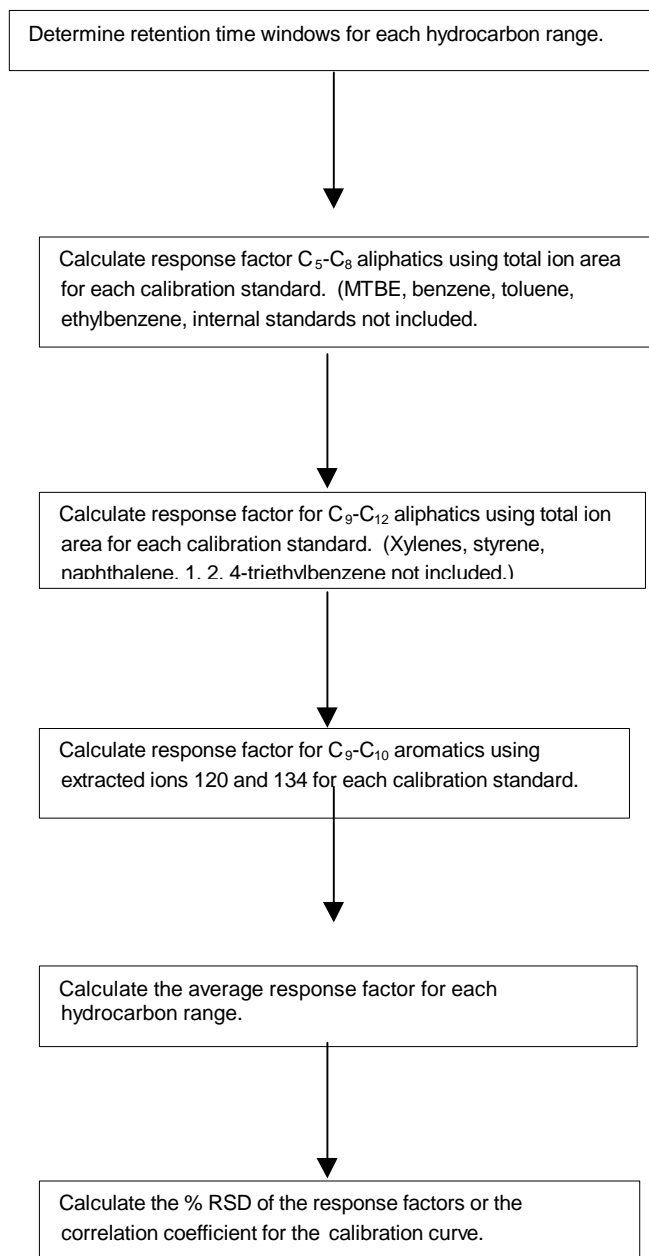 Determine retention time windows for each hydrocarbon range.
Calculate response factor C₅-C₈ aliphatics using total ion area
for each calibration standard. (MTBE, benzene, toluene,
ethylbenzene, internal standards not included.
Calculate response factor for C₉-C₁₂ aliphatics using total ion
area for each calibration standard. (Xylenes, styrene,
naphthalene, 1, 2, 4-triethylbenzene not included.)
Calculate response factor for C₉-C₁₀ aromatics using
extracted ions 120 and 134 for each calibration standard.
Calculate the average response factor for each
hydrocarbon range.
Calculate the % RSD of the response factors or the
correlation coefficient for the calibration curve.